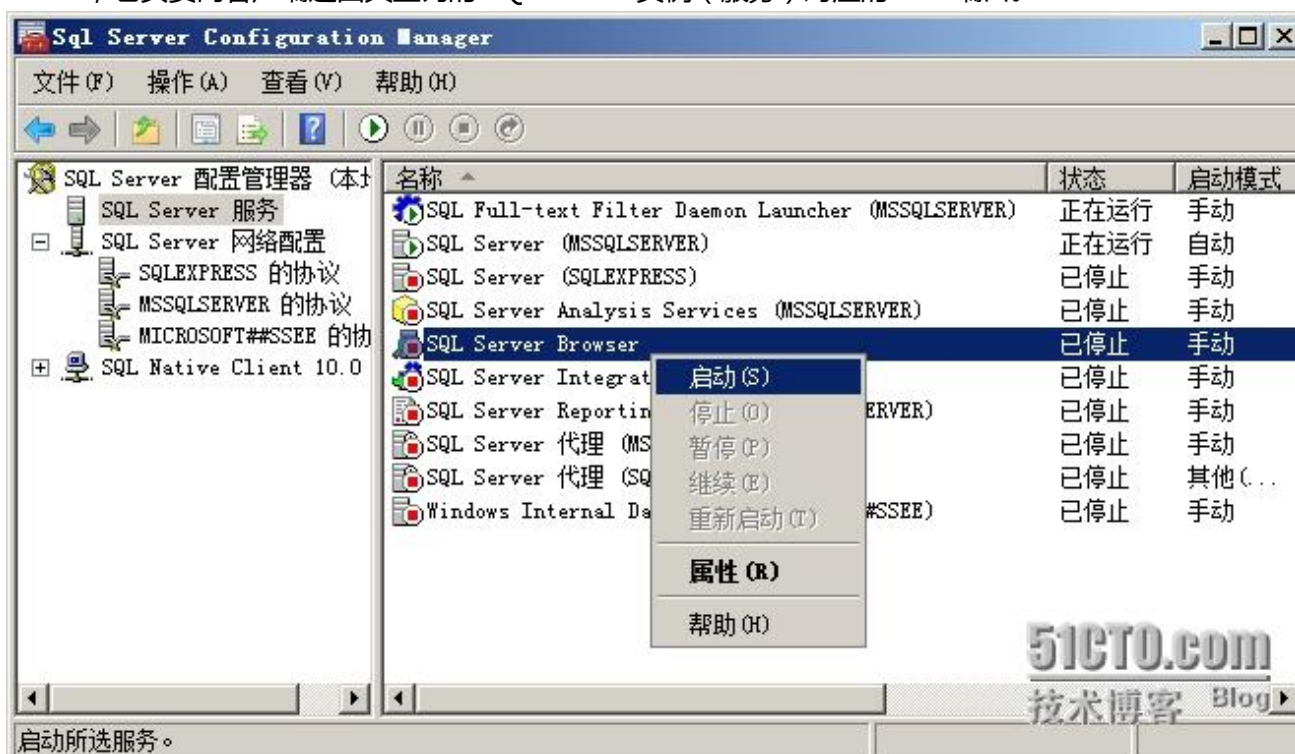 Sql Server Configuration Manager
文件(F) 操作(A) 查看(V) 帮助(H)
SQL Server 配置管理器 (本
SQL Server 服务
SQL Server 网络配置
SQLEXPRESS 的协议
MSSQLSERVER 的协议
MICROSOFT##SSEE 的协
SQL Native Client 10.0
名称 状态 启动模式
SQL Full-text Filter Daemon Launcher (MSSQLSERVER) 正在运行 手动
SQL Server (MSSQLSERVER) 正在运行 自动
SQL Server (SQLEXPRESS) 已停止 手动
SQL Server Analysis Services (MSSQLSERVER) 已停止 手动
SQL Server Browser 已停止 手动
SQL Server Integrat 已停止 手动
SQL Server Reportin ERVER) 已停止 手动
SQL Server 代理 (MS 已停止 手动
SQL Server 代理 (SQ 已停止 其他(...
Windows Internal Da #SSEE) 已停止 手动
启动(S)
停止(O)
暂停(P)
继续(E)
重新启动(T)
属性(R)
帮助(H)
51CTO.com
技术博客 Blog
启动所选服务。